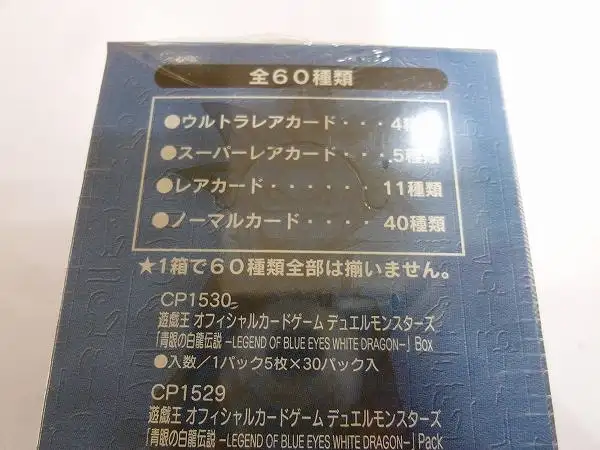 全60種類
●ウルトラレアカード・・・4種類
●スーパーレアカード・・・5種類
●レアカード・・・・・・11種類
●ノーマルカード・・・・40種類
★1箱で60種類全部は揃いません。
CP1530
遊戯王 オフィシャルカードゲーム デュエルモンスターズ
「青眼の白龍伝説 −LEGEND OF BLUE EYES WHITE DRAGON−」 Box
●入数/1パック5枚×30パック入
CP1529
遊戯王 オフィシャルカードゲーム デュエルモンスターズ
「青眼の白龍伝説 −LEGEND OF BLUE EYES WHITE DRAGON−」 Pack